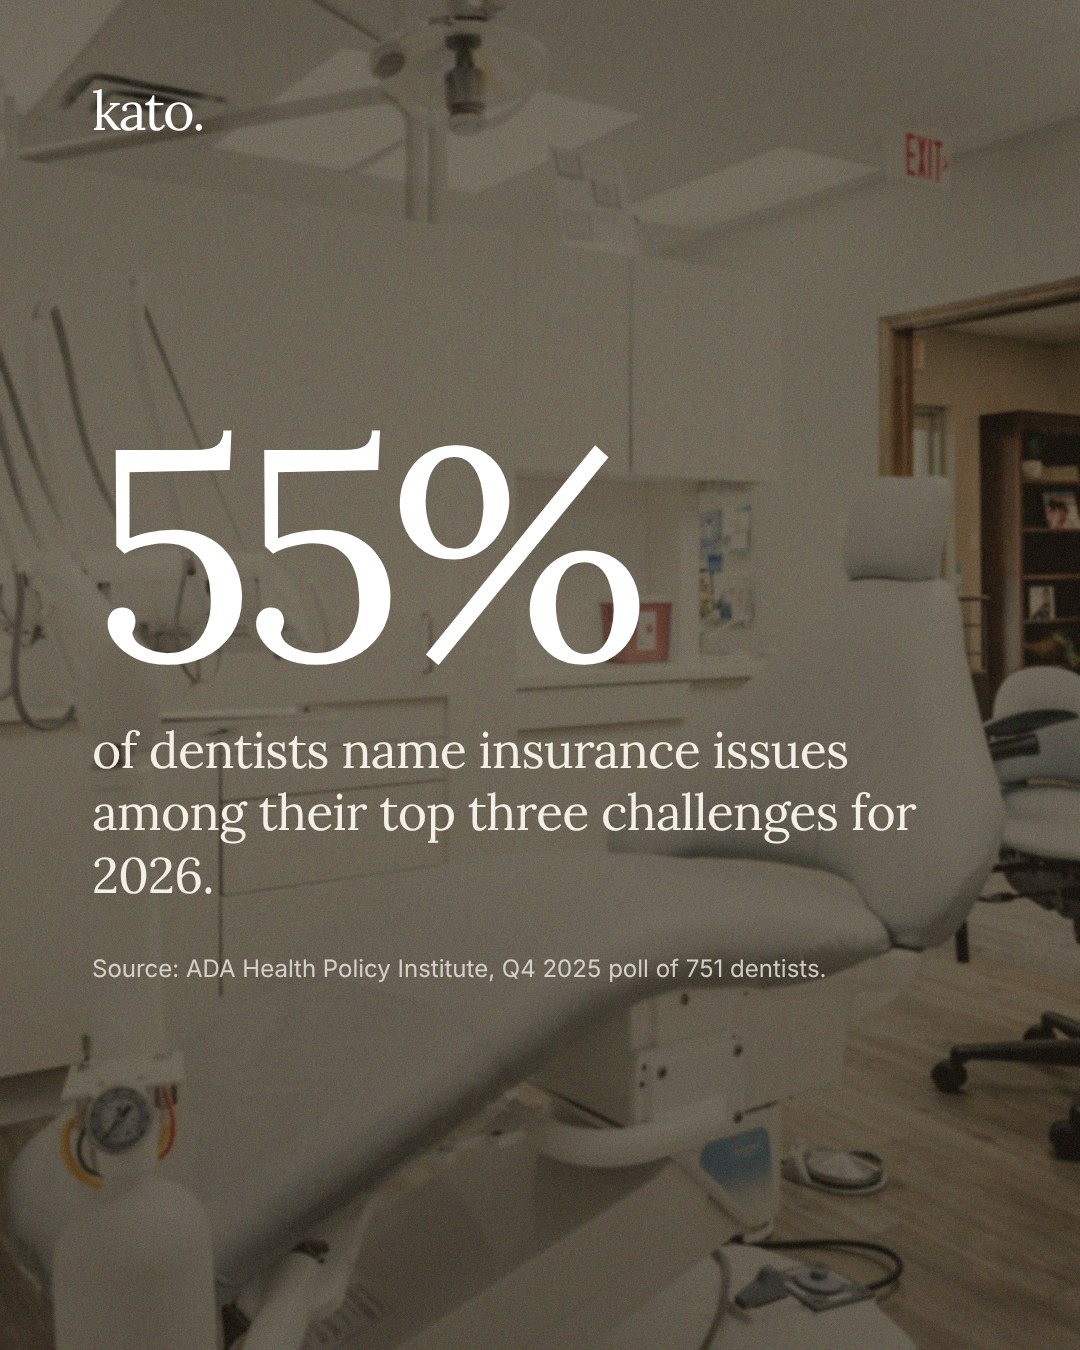 kato.
EXIT
55%
of dentists name insurance issues
among their top three challenges for
2026.
Source: ADA Health Policy Institute, Q4 2025 poll of 751 dentists.